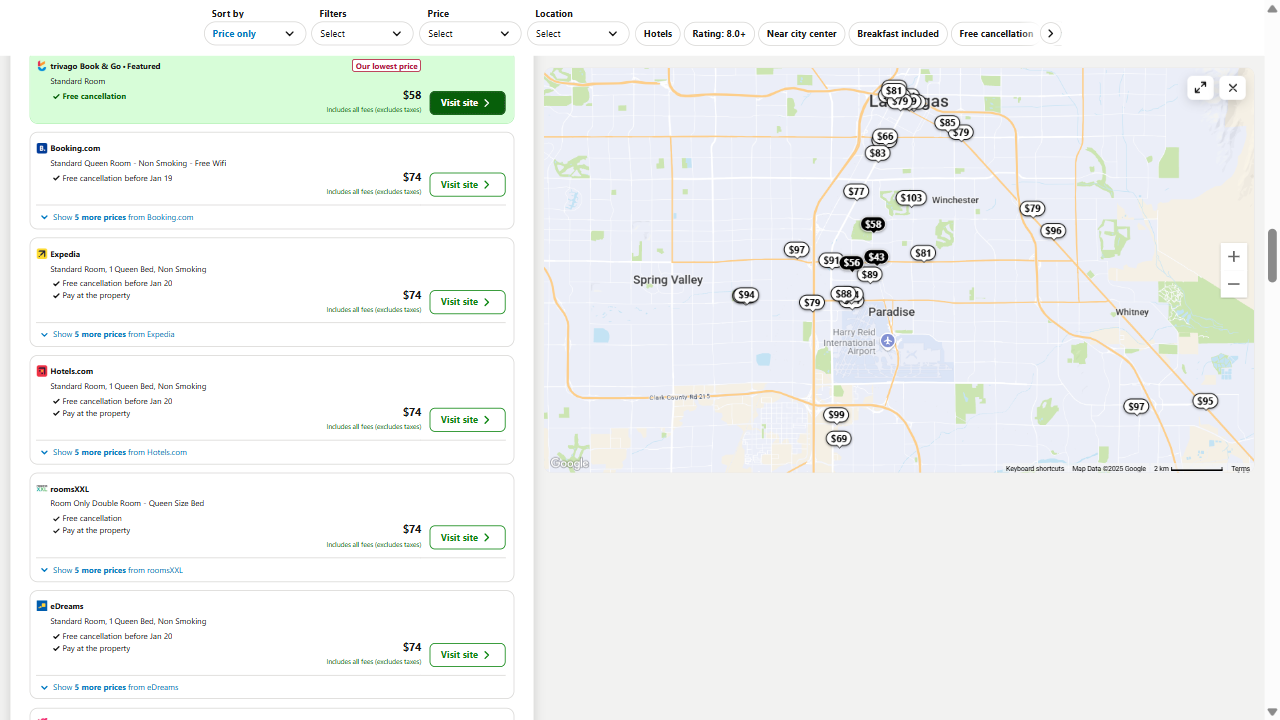 Sort by
Price only
Filters
Select
Price
Select
Location
Select
Hotels
Rating: 8.0+
Near city center
Breakfast included
Free cancellation
trivago Book & Go • Featured
Our lowest price
Standard Room
Free cancellation
$58
Includes all fees (excludes taxes)
Visit site
Booking.com
Standard Queen Room - Non Smoking - Free Wifi
Free cancellation before Jan 19
$74
Includes all fees (excludes taxes)
Visit site
Show 5 more prices from Booking.com
Expedia
Standard Room, 1 Queen Bed, Non Smoking
Free cancellation before Jan 20
Pay at the property
$74
Includes all fees (excludes taxes)
Visit site
Show 5 more prices from Expedia
Hotels.com
Standard Room, 1 Queen Bed, Non Smoking
Free cancellation before Jan 20
Pay at the property
$74
Includes all fees (excludes taxes)
Visit site
Show 5 more prices from Hotels.com
roomsXXL
Room Only Double Room - Queen Size Bed
Free cancellation
Pay at the property
$74
Includes all fees (excludes taxes)
Visit site
Show 5 more prices from roomsXXL
eDreams
Standard Room, 1 Queen Bed, Non Smoking
Free cancellation before Jan 20
Pay at the property
$74
Includes all fees (excludes taxes)
Visit site
Show 5 more prices from eDreams
$81
$79
$85
$79
$66
$83
$77
$103
Winchester
$79
$58
$96
$97
$81
$91
$56
$43
$89
Spring Valley
$94
$88
$79
Paradise
Whitney
Harry Reid
International
Airport
Clark County Rd 215
$95
$97
$99
$69
Google
Keyboard shortcuts
Map Data ©2025 Google
2 km
Terms